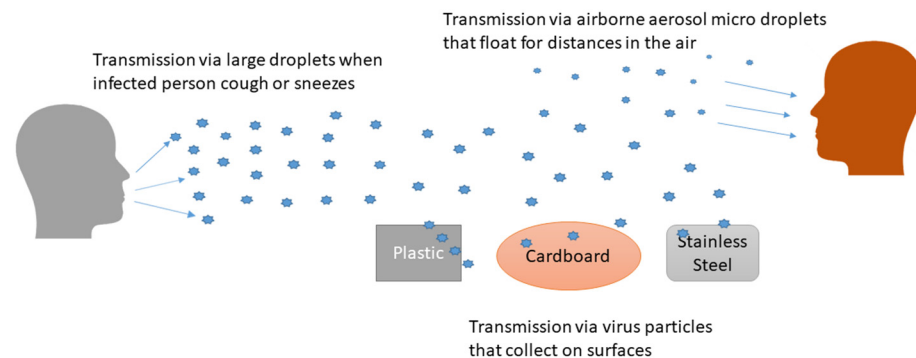 Transmission via large droplets when
infected person cough or sneezes
Transmission via airborne aerosol micro droplets
that float for distances in the air
Plastic
Cardboard
Stainless
Steel
Transmission via virus particles
that collect on surfaces